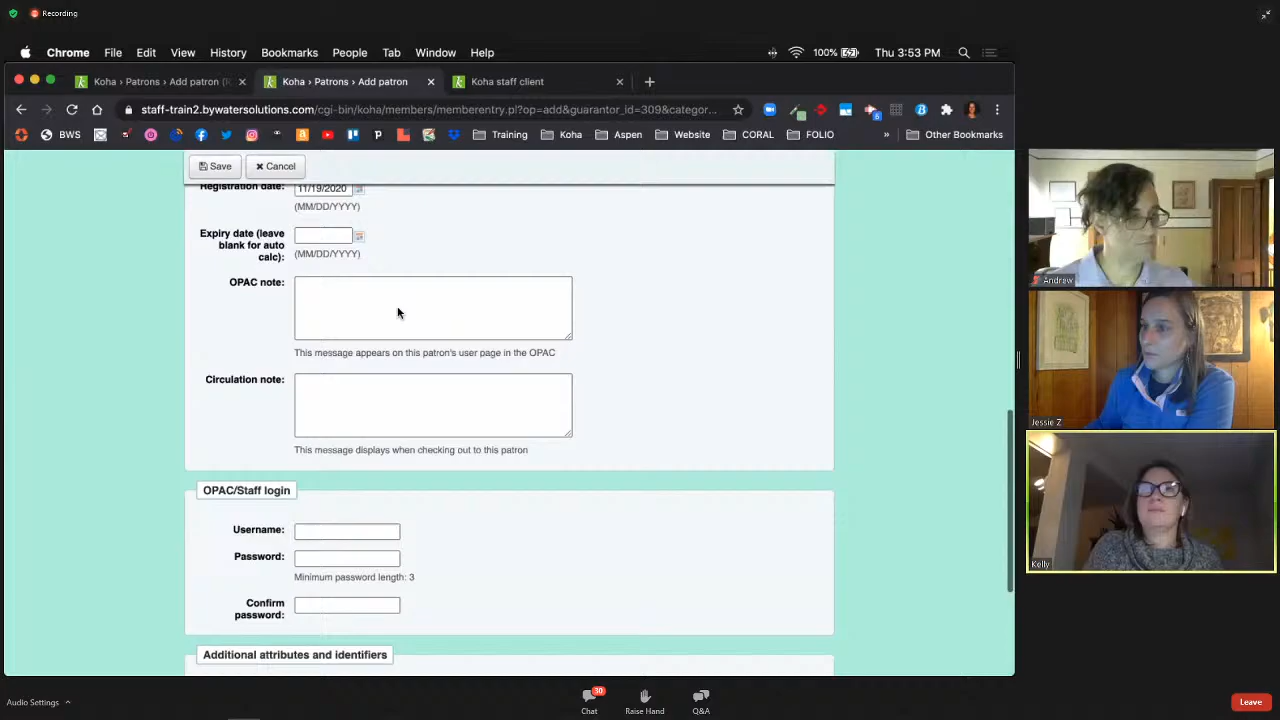 Recording
Chrome File Edit View History Bookmarks People Tab Window Help 100% Thu 3:53 PM
Koha › Patrons › Add patron (
Koha › Patrons › Add patron
Koha staff client
staff-train2.bywatersolutions.com/cgi-bin/koha/members/memberentry.pl?op=add&guarantor_id=309&categor...
BWS Training Koha Aspen Website CORAL FOLIO » Other Bookmarks
Save Cancel
Registration date: 11/19/2020
(MM/DD/YYYY)
Expiry date (leave
blank for auto
calc):
(MM/DD/YYYY)
OPAC note:
This message appears on this patron's user page in the OPAC
Circulation note:
This message displays when checking out to this patron
OPAC/Staff login
Username:
Password:
Minimum password length: 3
Confirm
password:
Additional attributes and identifiers
Andrew
Jessie Z
Kelly
Audio Settings
30
Chat
Raise Hand
Q&A
Leave